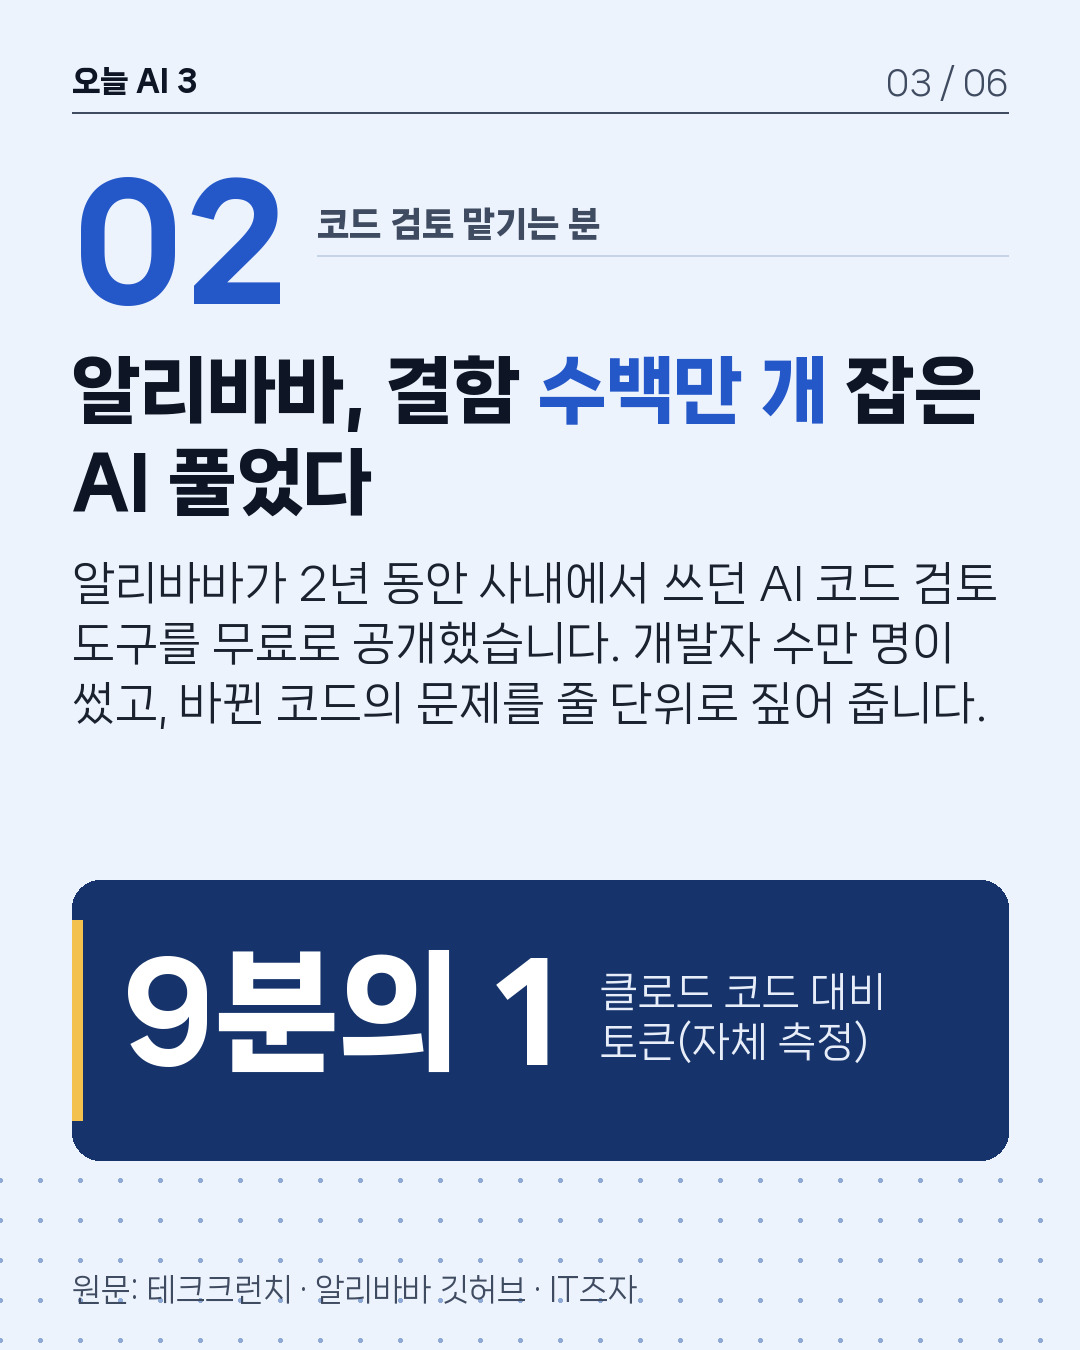 오늘 AI 3
03 / 06
02
코드 검토 맡기는 분
알리바바, 결함 수백만 개 잡은
AI 풀었다
알리바바가 2년 동안 사내에서 쓰던 AI 코드 검토
도구를 무료로 공개했습니다. 개발자 수만 명이
썼고, 바뀐 코드의 문제를 줄 단위로 짚어 줍니다.
9분의 1
클로드 코드 대비
토큰(자체 측정)
원문: 테크크런치 · 알리바바 깃허브 · IT즈자